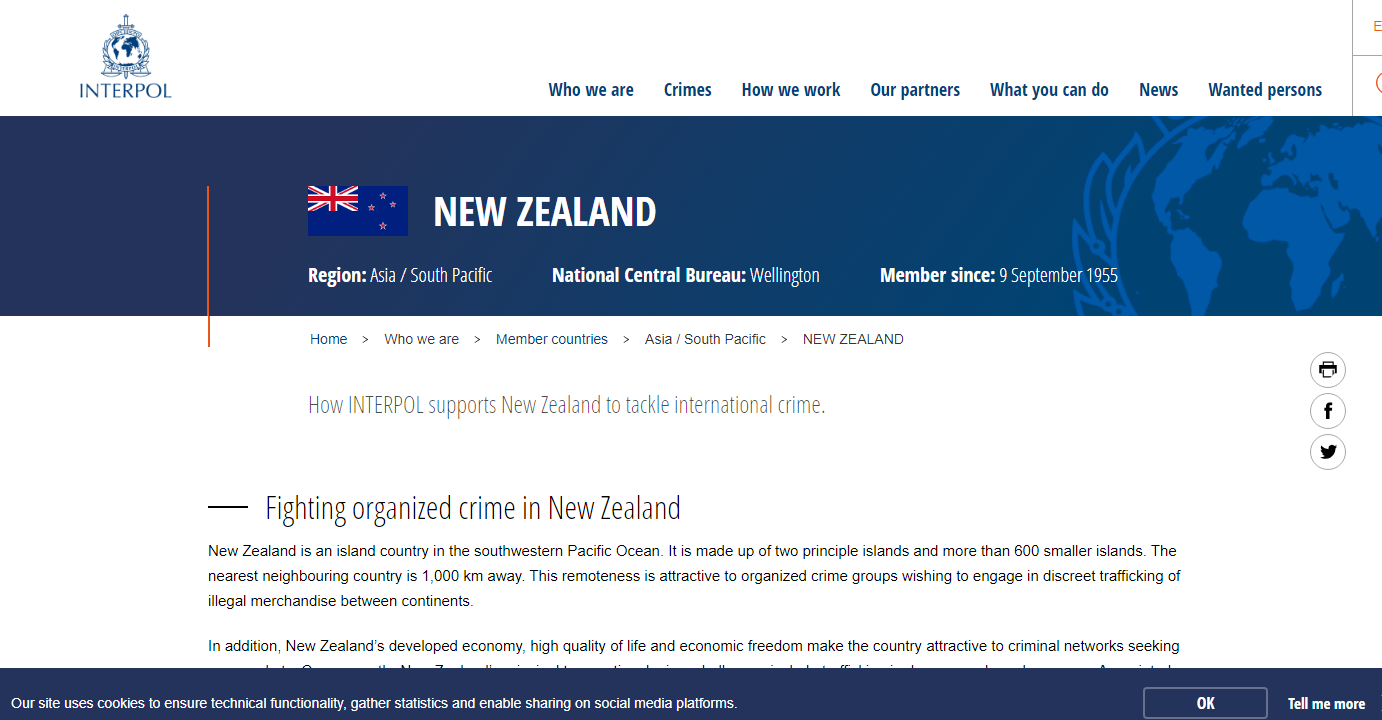 INTERPOL
E
Who we are Crimes How we work Our partners What you can do News Wanted persons
NEW ZEALAND
Region: Asia / South Pacific National Central Bureau: Wellington Member since: 9 September 1955
Home > Who we are > Member countries > Asia / South Pacific > NEW ZEALAND
How INTERPOL supports New Zealand to tackle international crime.
Fighting organized crime in New Zealand
New Zealand is an island country in the southwestern Pacific Ocean. It is made up of two principle islands and more than 600 smaller islands. The
nearest neighbouring country is 1,000 km away. This remoteness is attractive to organized crime groups wishing to engage in discreet trafficking of
illegal merchandise between continents.
In addition, New Zealand's developed economy, high quality of life and economic freedom make the country attractive to criminal networks seeking
Our site uses cookies to ensure technical functionality, gather statistics and enable sharing on social media platforms.
OK
Tell me more